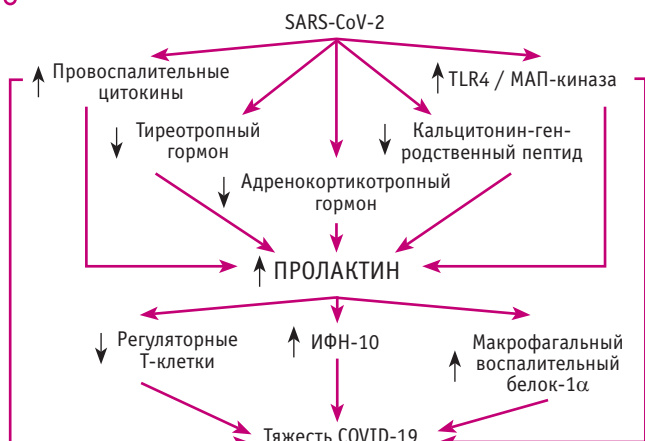 SARS-CoV-2
Провоспалительные
цитокины
TLR4 / МАП-киназа
Тиреотропный
гормон
Кальцитонин-ген-
родственный пептид
Адренокортикотропный
гормон
ПРОЛАКТИН
Регуляторные
Т-клетки
ИФН-10
Макрофагальный
воспалительный
белок-1α
Тяжесть COVID-19